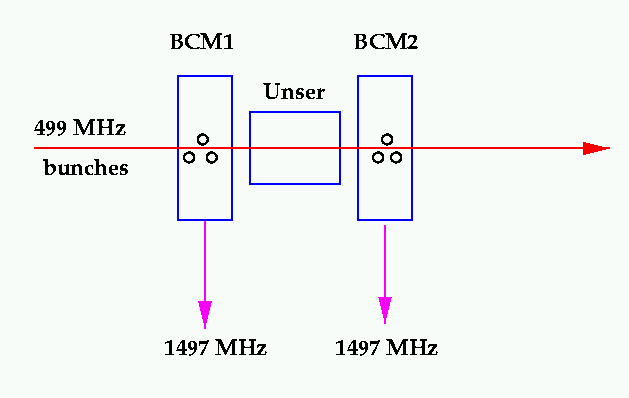 BCM1
BCM2
Unser
499 MHz
bunches
1497 MHz
1497 MHz